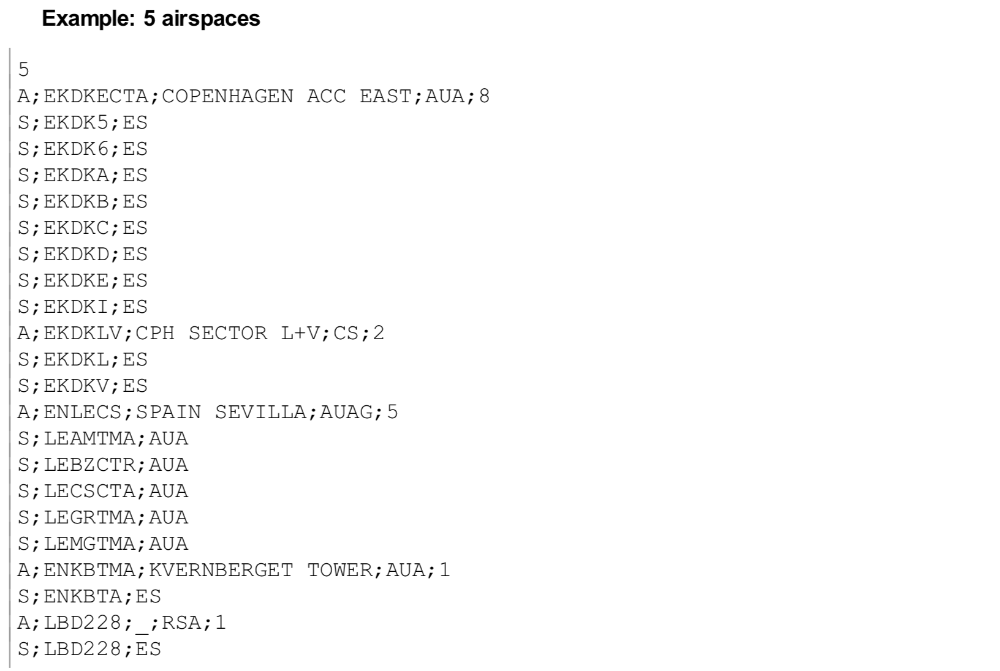 Example: 5 airspaces
5
A;EKDKECTA;COPENHAGEN ACC EAST;AUA;8
S;EKDK5;ES
S;EKDK6;ES
S;EKDKA;ES
S;EKDKB;ES
S;EKDKC;ES
S;EKDKD;ES
S;EKDKE;ES
S;EKDKI;ES
A;EKDKLV;CPH SECTOR L+V;CS;2
S;EKDKL;ES
S;EKDKV;ES
A;ENLECS;SPAIN SEVILLA;AUAG;5
S;LEAMTMA;AUA
S;LEBZCTR;AUA
S;LECSCTA;AUA
S;LEGRTMA;AUA
S;LEMGTMA;AUA
A;ENKBTMA;KVERNBERGET TOWER;AUA;1
S;ENKBTA;ES
A;LBD228;_;RSA;1
S;LBD228;ES